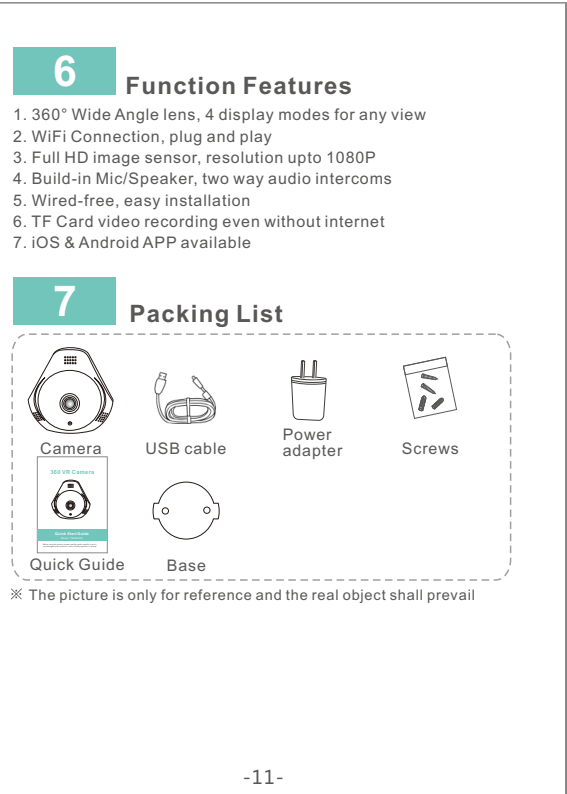 6
Function Features
1. 360° Wide Angle lens, 4 display modes for any view
2. WiFi Connection, plug and play
3. Full HD image sensor, resolution upto 1080P
4. Build-in Mic/Speaker, two way audio intercoms
5. Wired-free, easy installation
6. TF Card video recording even without internet
7. iOS & Android APP available
7
Packing List
Camera
USB cable
Power
adapter
Screws
360 VR Camera
Quick Start Guide
Quick Guide
Base
※ The picture is only for reference and the real object shall prevail
-11-